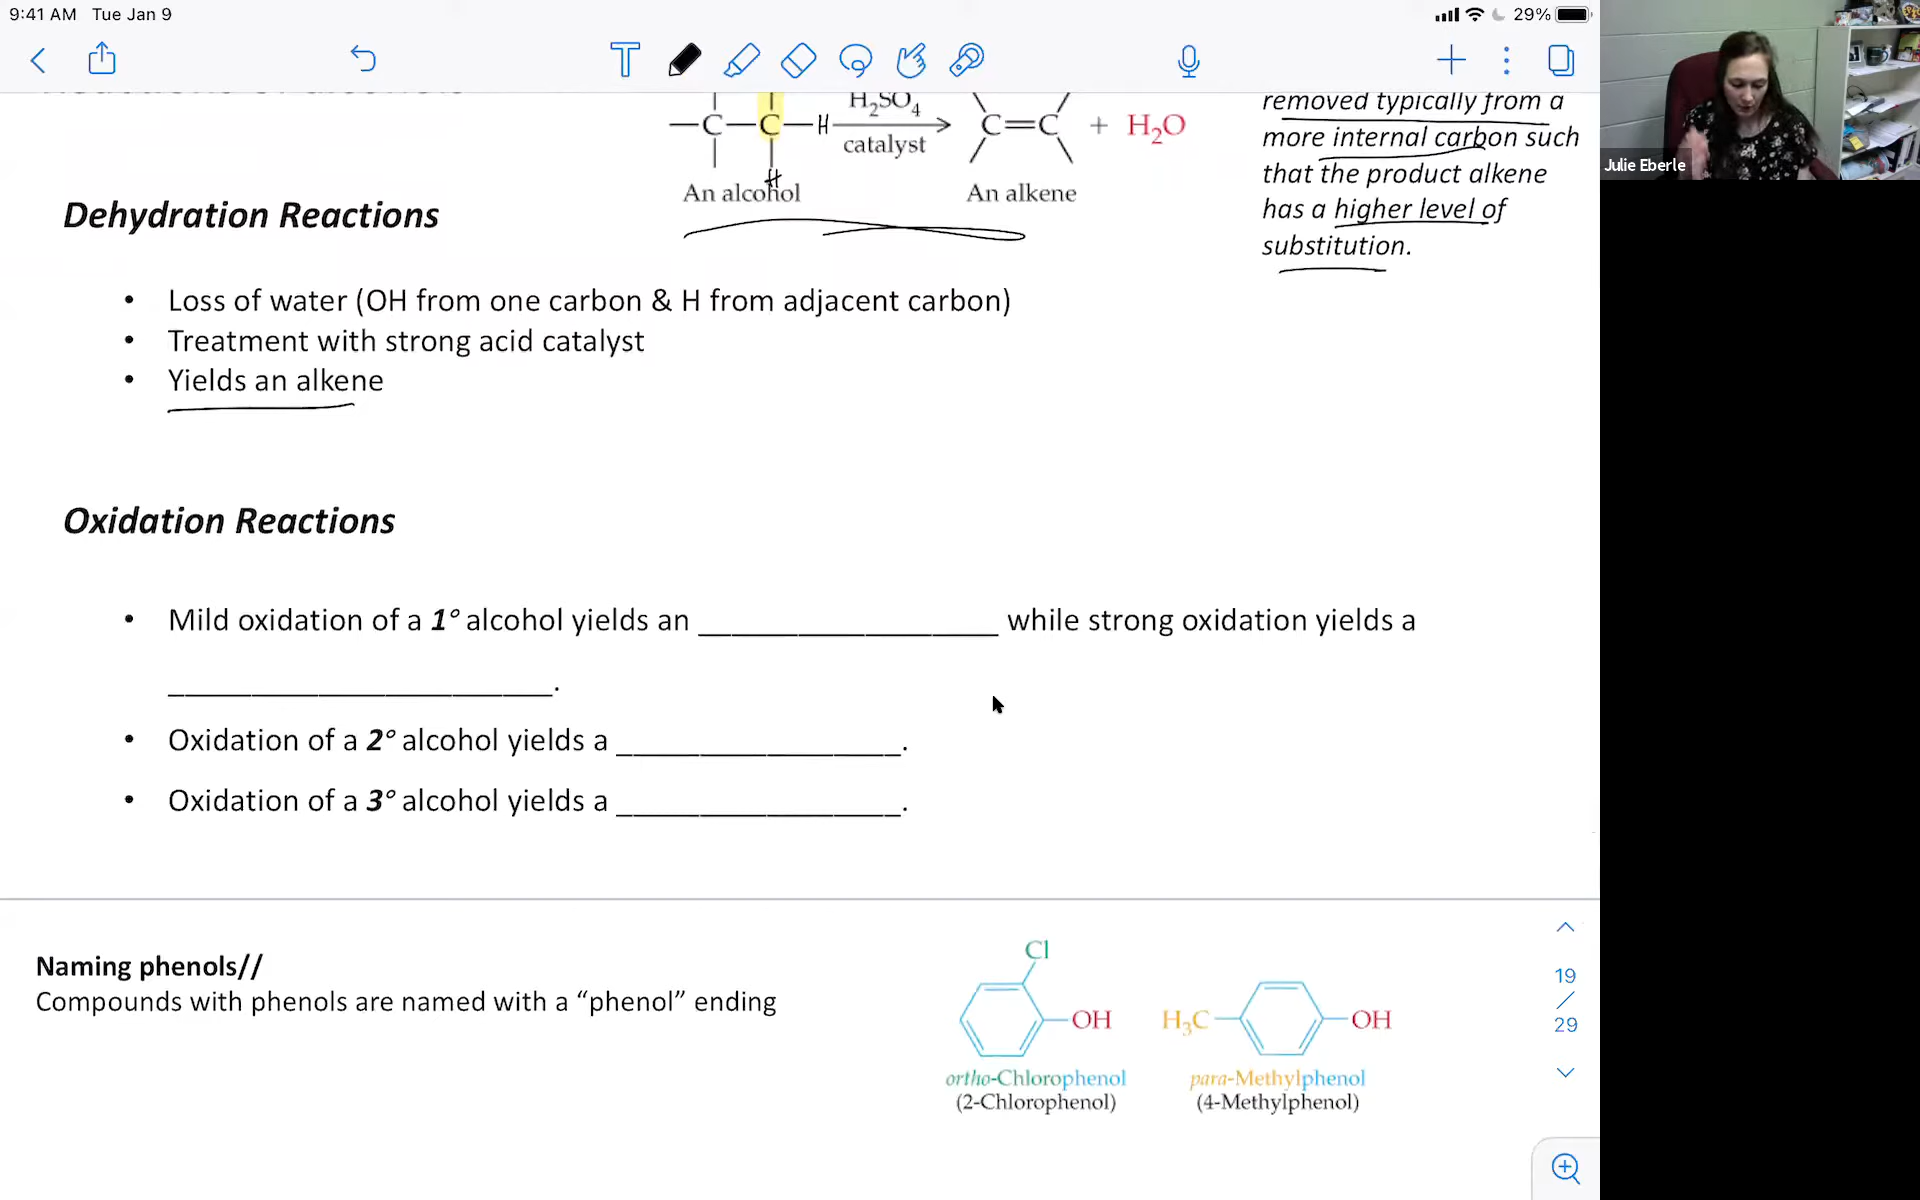 9:41 AM Tue Jan 9
29%
H₂SO₄
—C—C—H
catalyst
C=C + H₂O
H
An alcohol
An alkene
removed typically from a
more internal carbon such
that the product alkene
has a higher level of
substitution.
Julie Eberle
Dehydration Reactions
• Loss of water (OH from one carbon & H from adjacent carbon)
• Treatment with strong acid catalyst
• Yields an alkene
Oxidation Reactions
• Mild oxidation of a 1° alcohol yields an __________________ while strong oxidation yields a
_______________________.
• Oxidation of a 2° alcohol yields a _________________.
• Oxidation of a 3° alcohol yields a _________________.
Naming phenols//
Compounds with phenols are named with a “phenol” ending
Cl
OH
H₃C
OH
ortho-Chlorophenol
(2-Chlorophenol)
para-Methylphenol
(4-Methylphenol)
19
/
29